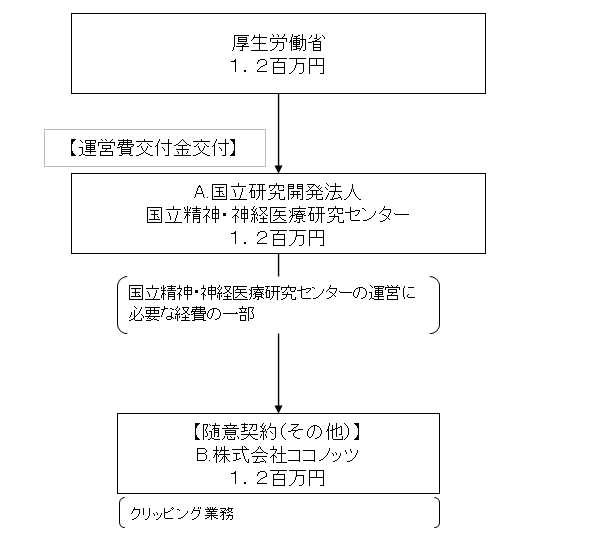 厚生労働省
１．２百万円
【運営費交付金交付】
A.国立研究開発法人
国立精神・神経医療研究センター
１．２百万円
国立精神・神経医療研究センターの運営に
必要な経費の一部
【随意契約（その他）】
B.株式会社ココノッツ
１．２百万円
クリッピング業務